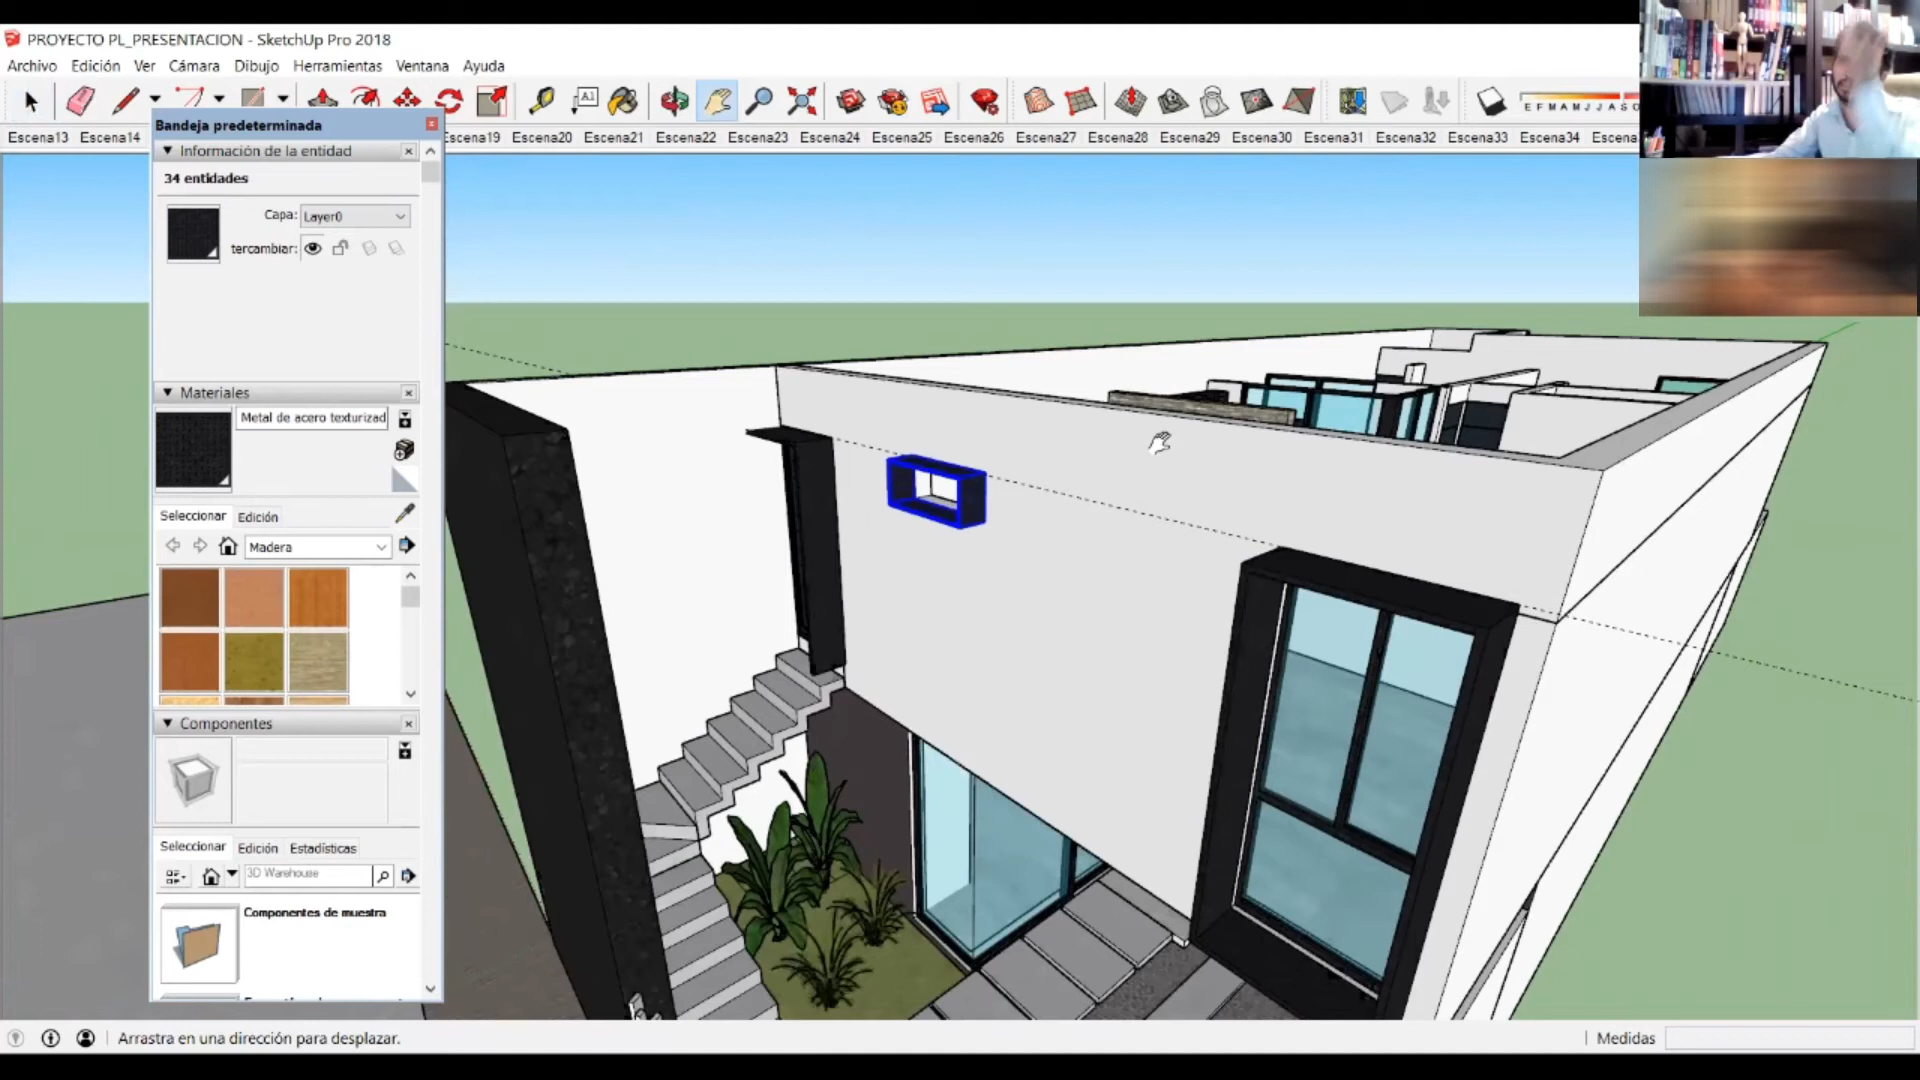 PROYECTO PL_PRESENTACION - SketchUp Pro 2018
Archivo Edición Ver Cámara Dibujo Herramientas Ventana Ayuda
A1
E F M A M J J A S O
Escena13 Escena14 Escena19 Escena20 Escena21 Escena22 Escena23 Escena24 Escena25 Escena26 Escena27 Escena28 Escena29 Escena30 Escena31 Escena32 Escena33 Escena34 Escena
Bandeja predeterminada
Información de la entidad
34 entidades
Capa: Layer0
tercambiar:
Materiales
Metal de acero texturizad
Seleccionar Edición
Madera
Componentes
Seleccionar Edición Estadísticas
3D Warehouse
Componentes de muestra
Arrastra en una dirección para desplazar.
Medidas